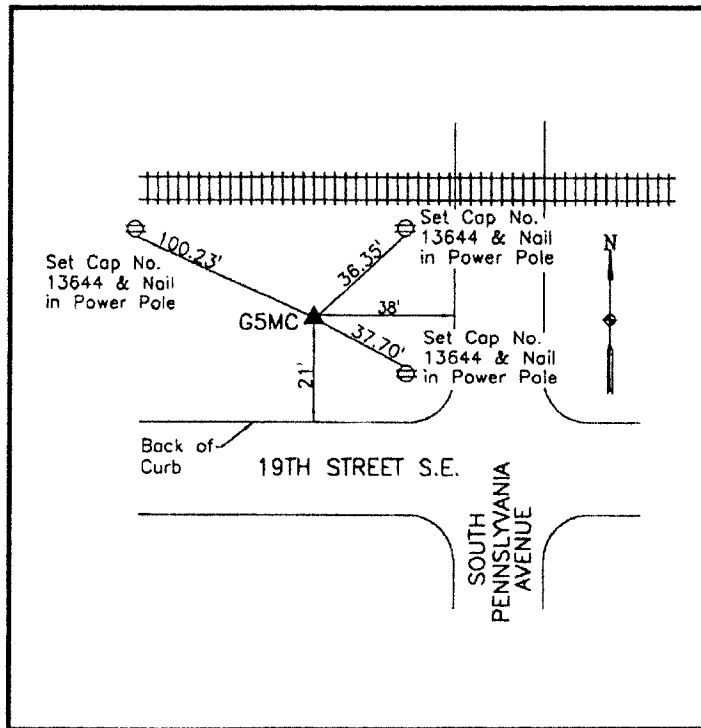 Set Cap No.
13644 & Nail
in Power Pole
N
100.23'
36.35'
Set Cap No.
13644 & Nail
in Power Pole
G5MC
38'
37.70'
Set Cap No.
13644 & Nail
in Power Pole
21'
Back of
Curb
19TH STREET S.E.
SOUTH
PENNSLYVANIA
AVENUE